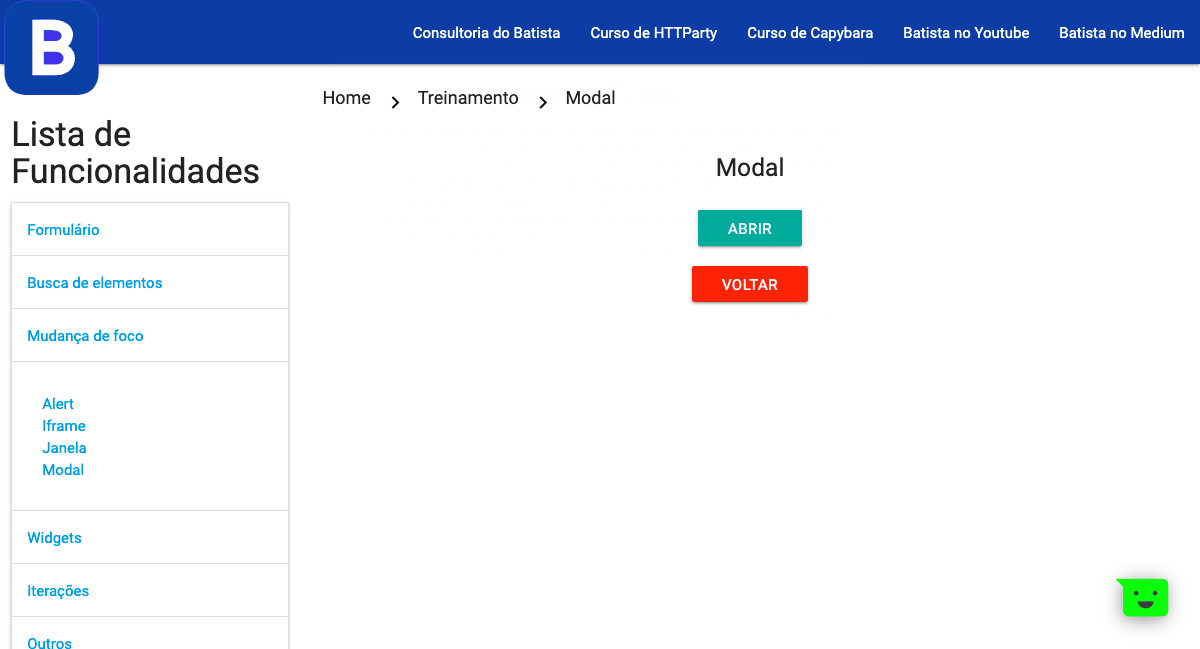 B
Consultoria do Batista Curso de HTTParty Curso de Capybara Batista no Youtube Batista no Medium
Home Treinamento Modal
Lista de
Funcionalidades
Formulário
Busca de elementos
Mudança de foco
Alert
Iframe
Janela
Modal
Widgets
Iterações
Outros
Modal
ABRIR
VOLTAR